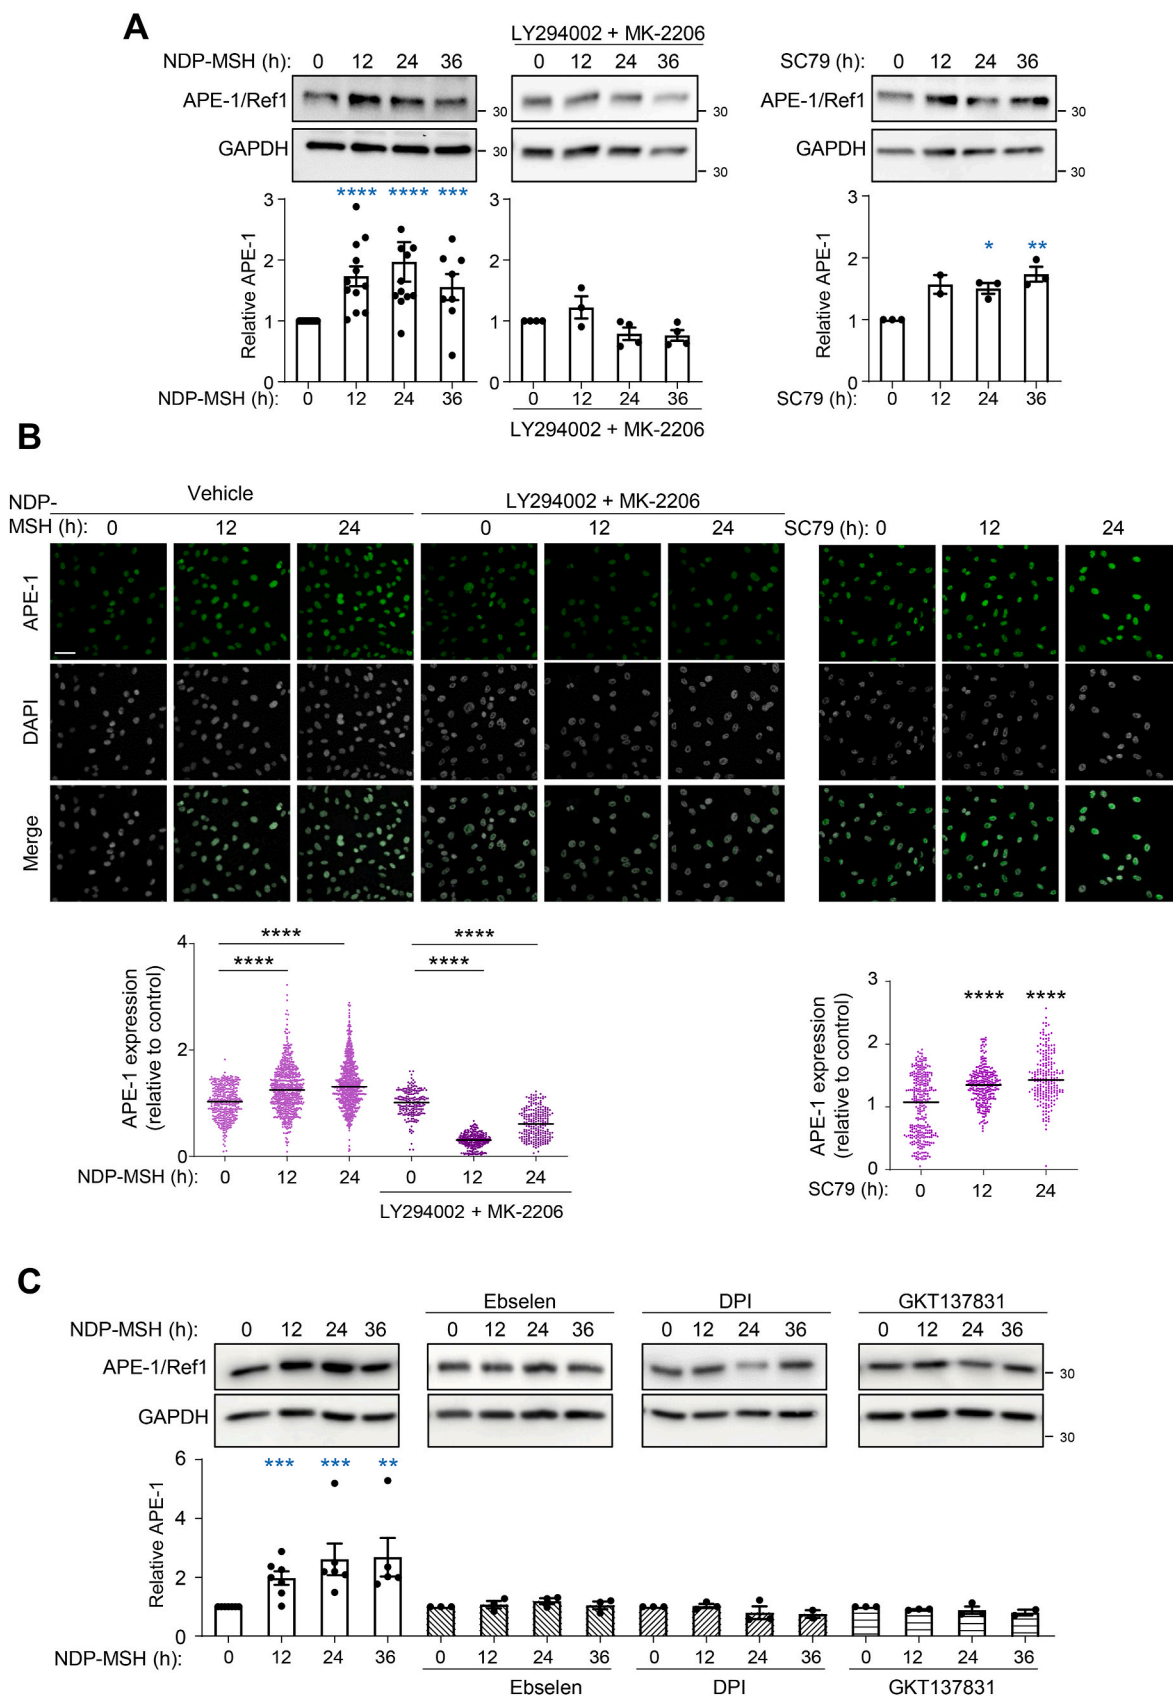 A
LY294002 + MK-2206
NDP-MSH (h): 0 12 24 36 0 12 24 36 SC79 (h): 0 12 24 36
APE-1/Ref1 30 30 APE-1/Ref1 30
GAPDH 30 30 GAPDH 30
**** **** ***
* **
Relative APE-1 3 2 1 0
3 2 1 0
Relative APE-1 3 2 1 0
NDP-MSH (h): 0 12 24 36 0 12 24 36 SC79 (h): 0 12 24 36
LY294002 + MK-2206
B
NDP-MSH (h):
Vehicle LY294002 + MK-2206
0 12 24 0 12 24 SC79 (h): 0 12 24
APE-1
DAPI
Merge
**** ****
**** ****
**** ****
APE-1 expression
(relative to control)
4 2 0
APE-1 expression
(relative to control)
3 2 1 0
NDP-MSH (h): 0 12 24 0 12 24
LY294002 + MK-2206
SC79 (h): 0 12 24
C
Ebselen DPI GKT137831
NDP-MSH (h): 0 12 24 36 0 12 24 36 0 12 24 36 0 12 24 36
APE-1/Ref1 30
GAPDH 30
*** *** **
Relative APE-1
6 4 2 0
NDP-MSH (h): 0 12 24 36 0 12 24 36 0 12 24 36 0 12 24 36
Ebselen DPI GKT137831